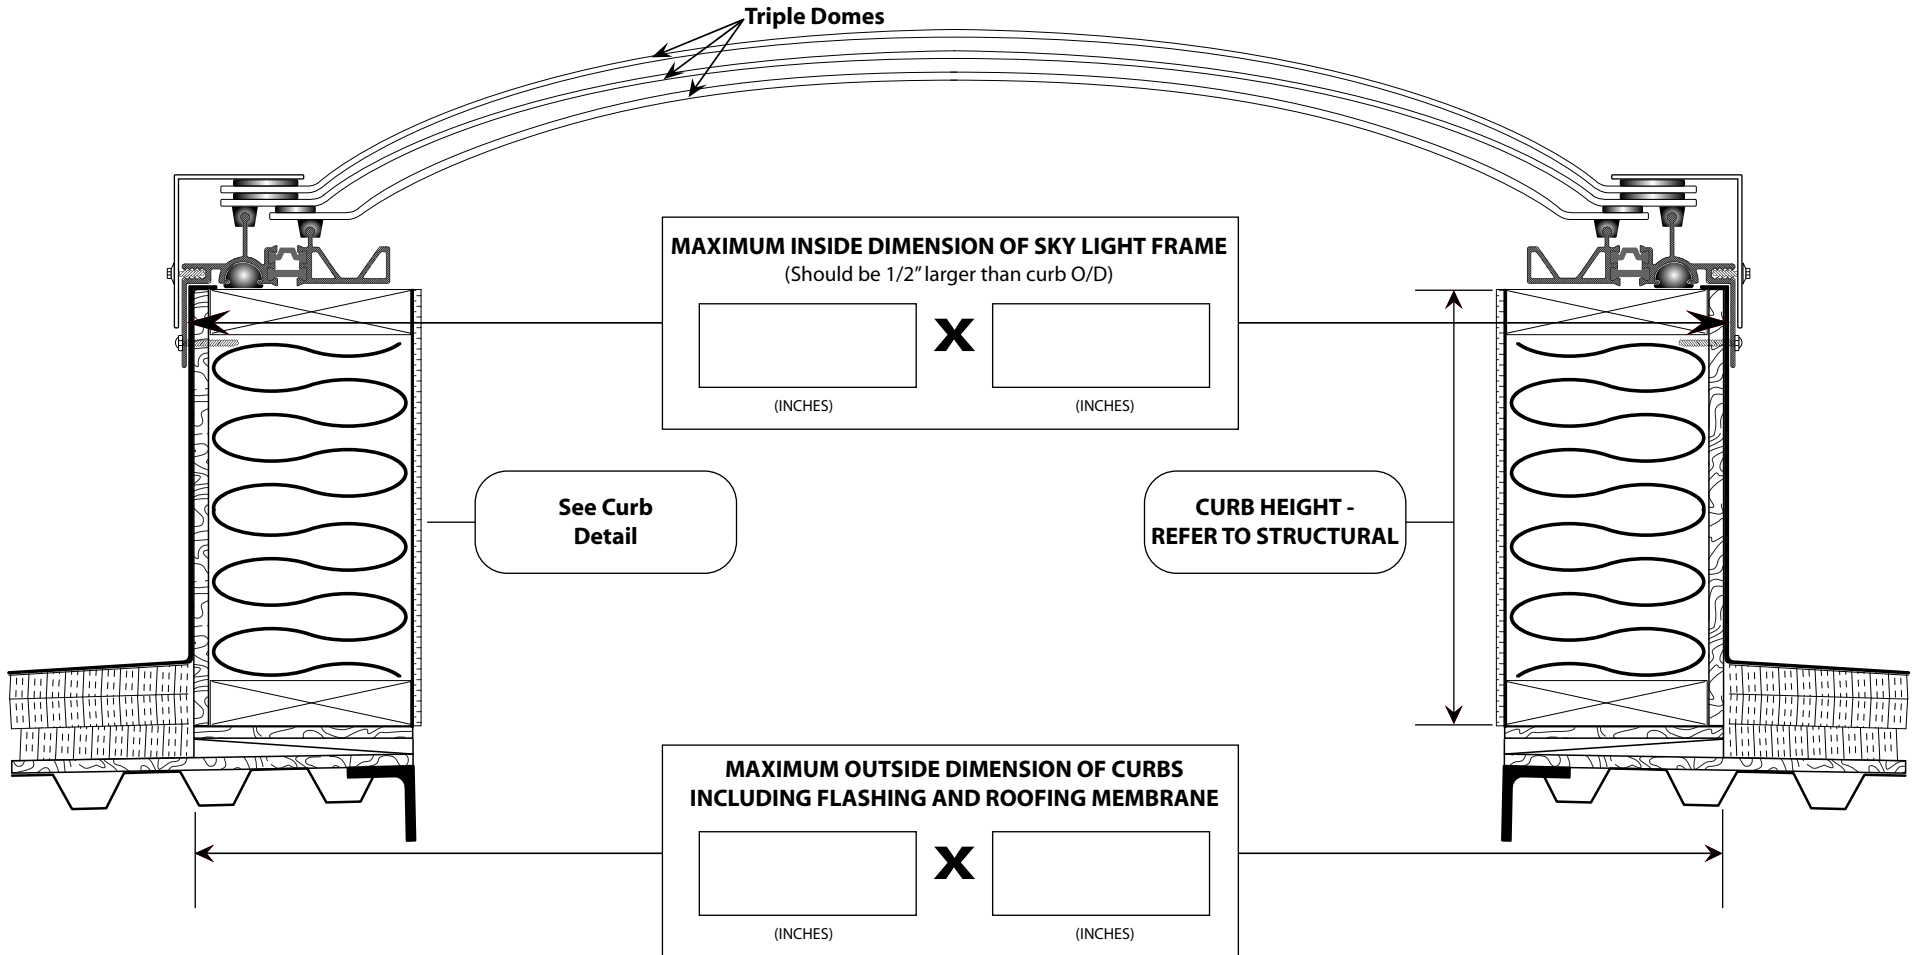 Triple Domes
MAXIMUM INSIDE DIMENSION OF SKY LIGHT FRAME
(Should be 1/2" larger than curb O/D)
X
(INCHES)
(INCHES)
See Curb
Detail
CURB HEIGHT -
REFER TO STRUCTURAL
MAXIMUM OUTSIDE DIMENSION OF CURBS
INCLUDING FLASHING AND ROOFING MEMBRANE
X
(INCHES)
(INCHES)